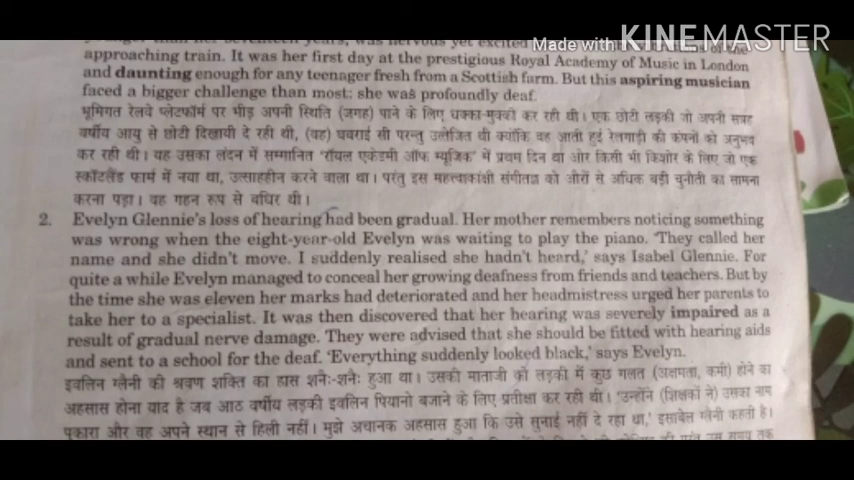 Made with KINEMASTER
approaching train. It was her first day at the prestigious Royal Academy of Music in London
and daunting enough for any teenager fresh from a Scottish farm. But this aspiring musician
faced a bigger challenge than most: she was profoundly deaf.
भूमिगत रेलवे प्लेटफॉर्म पर भीड़ अपनी स्थिति (जगह) पाने के लिए धक्का-मुक्की कर रही थी। एक छोटी लड़की जो अपनी सत्रह
वर्षीय आयु से छोटी दिखायी दे रही थी, (वह) घबराई सी परन्तु उत्तेजित थी क्योंकि वह आती हुई रेलगाड़ी की कंपनों को अनुभव
कर रही थी। यह उसका लंदन में सम्मानित 'रॉयल एकेडमी ऑफ म्यूजिक' में प्रथम दिन था और किसी भी किशोर के लिए जो एक
स्कॉटलैंड फार्म में नया था, उत्साहहीन करने वाला था। परंतु इस महत्वाकांक्षी संगीतज्ञ को औरों से अधिक बड़ी चुनौती का सामना
करना पड़ा। वह गहन रूप से बधिर थी।
2. Evelyn Glennie's loss of hearing had been gradual. Her mother remembers noticing something
was wrong when the eight-year-old Evelyn was waiting to play the piano. 'They called her
name and she didn't move. I suddenly realised she hadn't heard,' says Isabel Glennie. For
quite a while Evelyn managed to conceal her growing deafness from friends and teachers. But by
the time she was eleven her marks had deteriorated and her headmistress urged her parents to
take her to a specialist. It was then discovered that her hearing was severely impaired as a
result of gradual nerve damage. They were advised that she should be fitted with hearing aids
and sent to a school for the deaf. 'Everything suddenly looked black,' says Evelyn.
इवलिन ग्लैनी की श्रवण शक्ति का ह्रास शनैः-शनैः हुआ था। उसकी माताजी को लड़की में कुछ गलत (अक्षमता, कमी) होने का
अहसास होना याद है जब आठ वर्षीय लड़की इवलिन पियानो बजाने के लिए प्रतीक्षा कर रही थी। 'उन्होंने (शिक्षकों ने) उसका नाम
पुकारा और वह अपने स्थान से हिली नहीं। मुझे अचानक अहसास हुआ कि उसे सुनाई नहीं दे रहा था,' इसाबेल ग्लैनी कहती है।